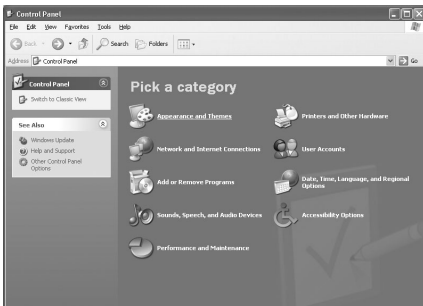 Control Panel
File Edit View Favorites Tools Help
Back Search Folders
Address Control Panel Go
Control Panel
Switch to Classic View
See Also
Windows Update
Help and Support
Other Control Panel
Options
Pick a category
Appearance and Themes
Printers and Other Hardware
Network and Internet Connections
User Accounts
Add or Remove Programs
Date, Time, Language, and Regional
Options
Sounds, Speech, and Audio Devices
Accessibility Options
Performance and Maintenance